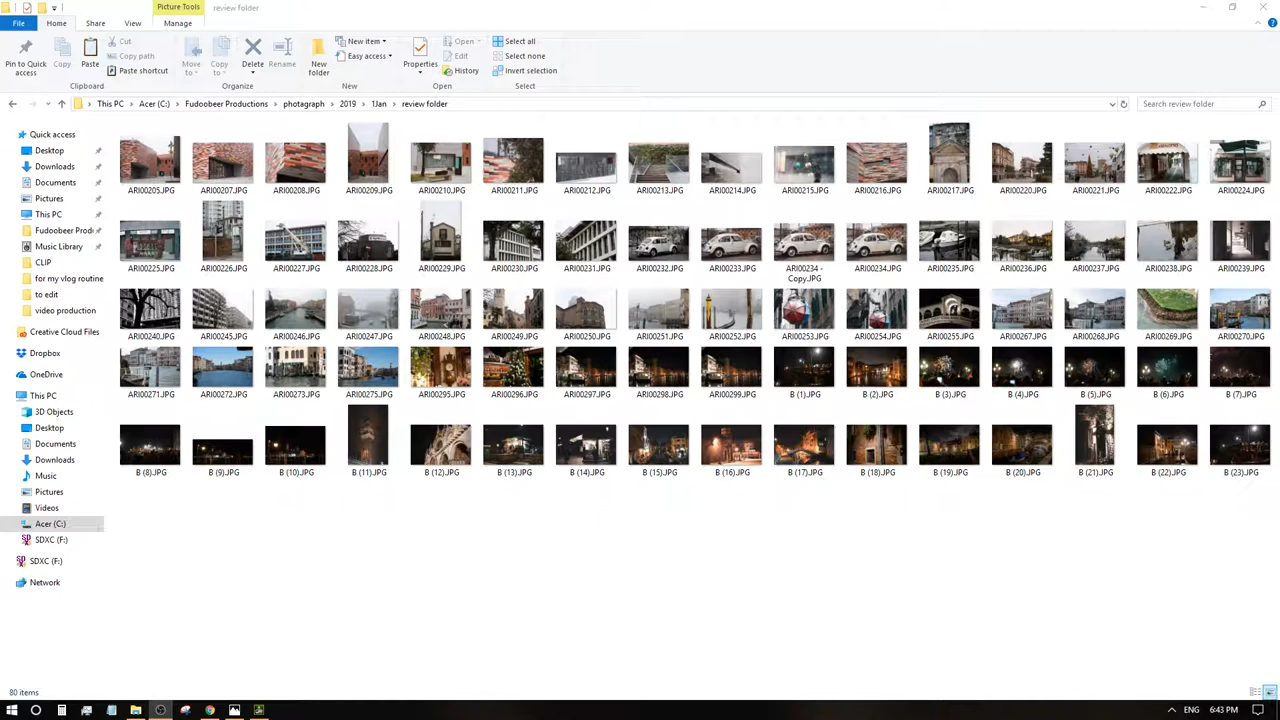 Picture Tools
review folder
File
Home
Share
View
Manage
Pin to Quick access
Copy
Paste
Cut
Copy path
Paste shortcut
Clipboard
Move to
Copy to
Delete
Rename
Organize
New folder
New item
Easy access
New
Properties
Open
Edit
History
Open
Select all
Select none
Invert selection
Select
This PC > Acer (C:) > Fudoobeer Productions > photagraph > 2019 > 1Jan > review folder
Search review folder
Quick access
Desktop
Downloads
Documents
Pictures
This PC
Fudoobeer Prod
Music Library
CLIP
for my vlog routine
to edit
video production
Creative Cloud Files
Dropbox
OneDrive
This PC
3D Objects
Desktop
Documents
Downloads
Music
Pictures
Videos
Acer (C:)
SDXC (F:)
SDXC (F:)
Network
ARI00205.JPG ARI00207.JPG ARI00208.JPG ARI00209.JPG ARI00210.JPG ARI00211.JPG ARI00212.JPG ARI00213.JPG ARI00214.JPG ARI00215.JPG ARI00216.JPG ARI00217.JPG ARI00220.JPG ARI00221.JPG ARI00222.JPG ARI00224.JPG
ARI00225.JPG ARI00226.JPG ARI00227.JPG ARI00228.JPG ARI00229.JPG ARI00230.JPG ARI00231.JPG ARI00232.JPG ARI00233.JPG ARI00234 - Copy.JPG ARI00234.JPG ARI00235.JPG ARI00236.JPG ARI00237.JPG ARI00238.JPG ARI00239.JPG
ARI00240.JPG ARI00245.JPG ARI00246.JPG ARI00247.JPG ARI00248.JPG ARI00249.JPG ARI00250.JPG ARI00251.JPG ARI00252.JPG ARI00253.JPG ARI00254.JPG ARI00255.JPG ARI00267.JPG ARI00268.JPG ARI00269.JPG ARI00270.JPG
ARI00271.JPG ARI00272.JPG ARI00273.JPG ARI00275.JPG ARI00295.JPG ARI00296.JPG ARI00297.JPG ARI00298.JPG ARI00299.JPG B (1).JPG B (2).JPG B (3).JPG B (4).JPG B (5).JPG B (6).JPG B (7).JPG
B (8).JPG B (9).JPG B (10).JPG B (11).JPG B (12).JPG B (13).JPG B (14).JPG B (15).JPG B (16).JPG B (17).JPG B (18).JPG B (19).JPG B (20).JPG B (21).JPG B (22).JPG B (23).JPG
80 items
ENG 6:43 PM